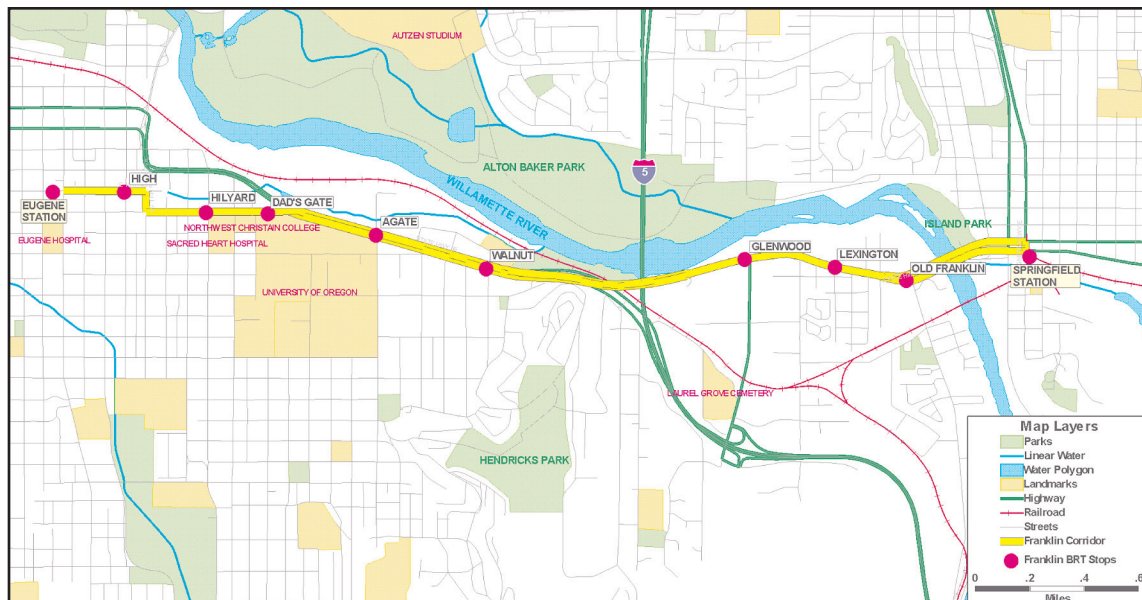 AUTZEN STUDIUM
ALTON BAKER PARK
5
WILLAMETTE RIVER
HIGH
EUGENE
STATION
HILYARD
DAD'S GATE
EUGENE HOSPITAL
NORTHWEST CHRISTAN COLLEGE
SACRED HEART HOSPITAL
AGATE
WALNUT
UNIVERSITY OF OREGON
ISLAND PARK
GLENWOOD
LEXINGTON
OLD FRANKLIN
SPRINGFIELD
STATION
LAUREL GROVE CEMETERY
HENDRICKS PARK
Map Layers
Parks
Linear Water
Water Polygon
Landmarks
Highway
Railroad
Streets
Franklin Corridor
Franklin BRT Stops
0 .2 .4 .6
Miles